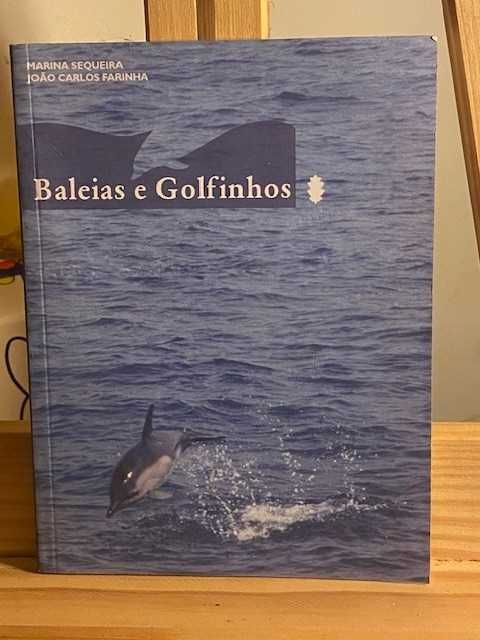 MARINA SEQUEIRA
JOÃO CARLOS FARINHA
Baleias e Golfinhos